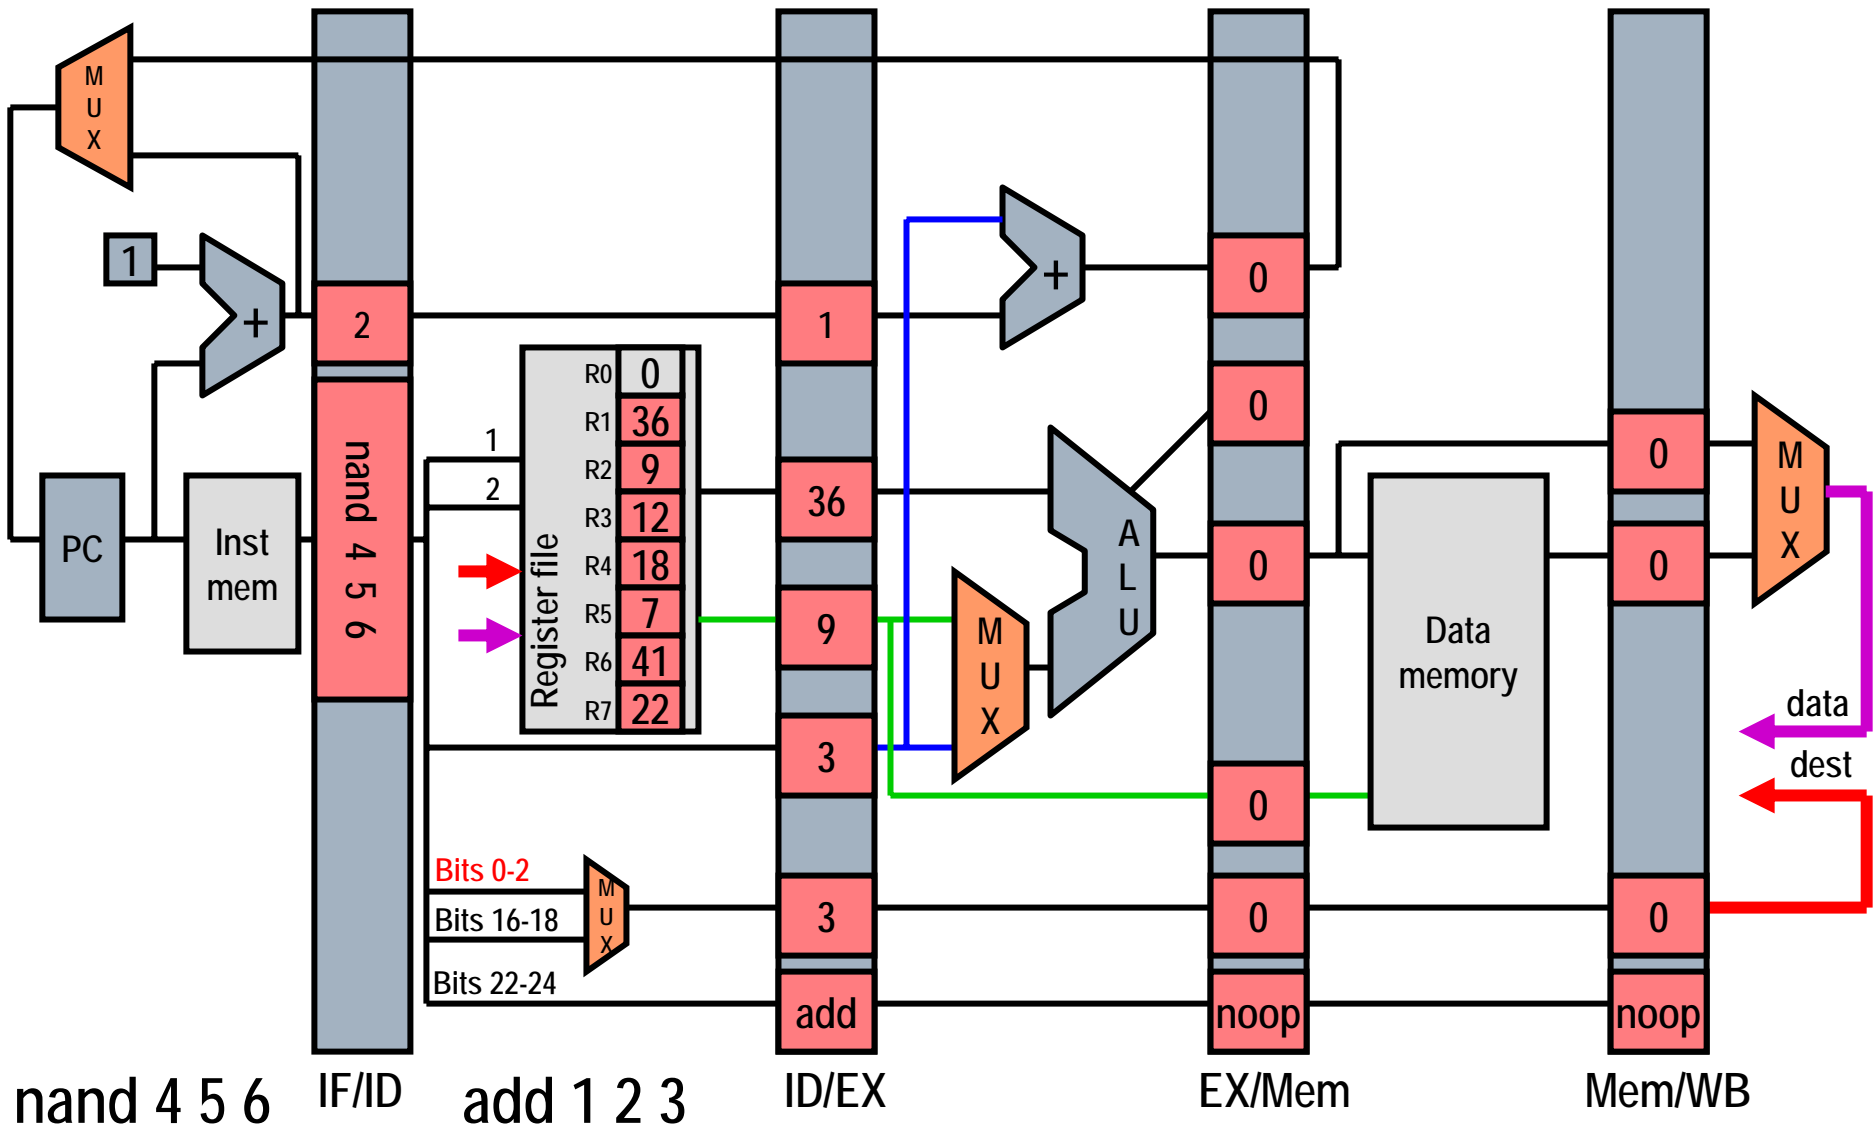 M
U
X
1
+
2
1
+
0
R0 0
R1 36
R2 9
R3 12
R4 18
R5 7
R6 41
R7 22
Register file
1
2
nand 4 5 6
PC
Inst
mem
36
9
3
M
U
X
A
L
U
0
0
0
Data
memory
0
0
M
U
X
data
dest
Bits 0-2
Bits 16-18
Bits 22-24
M
U
X
3
0
0
add
noop
noop
nand 4 5 6
IF/ID
add 1 2 3
ID/EX
EX/Mem
Mem/WB